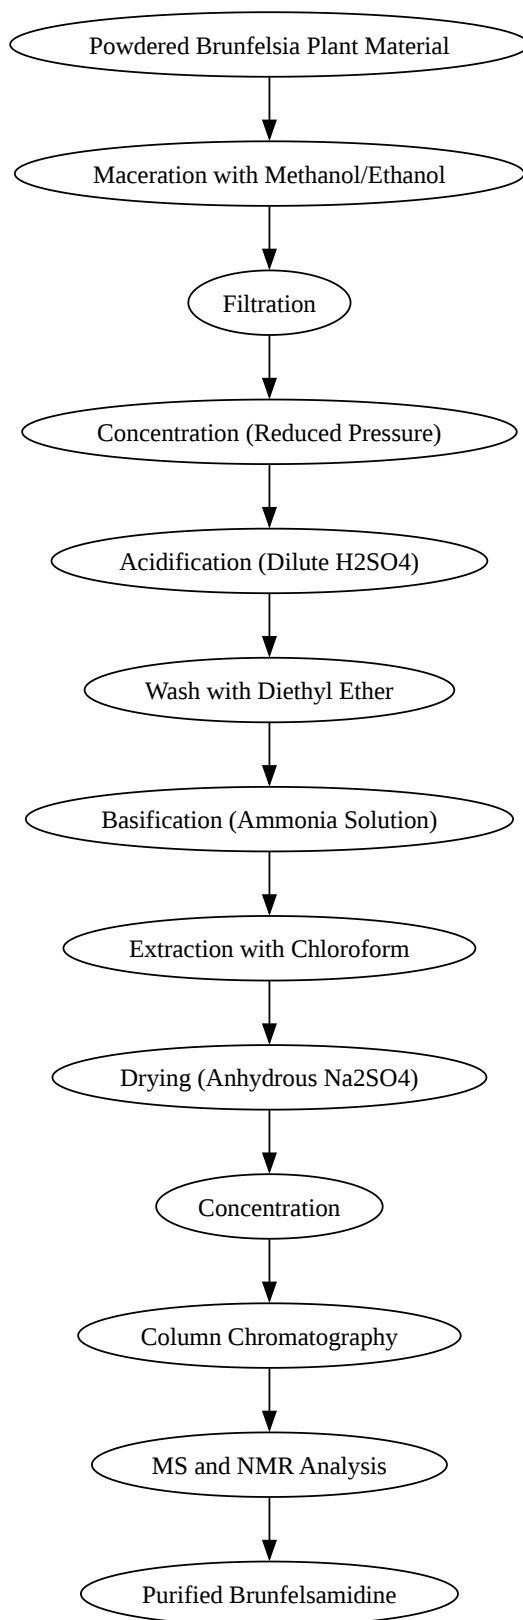 Powdered Brunfelsia Plant Material
Maceration with Methanol/Ethanol
Filtration
Concentration (Reduced Pressure)
Acidification (Dilute H2SO4)
Wash with Diethyl Ether
Basification (Ammonia Solution)
Extraction with Chloroform
Drying (Anhydrous Na2SO4)
Concentration
Column Chromatography
MS and NMR Analysis
Purified Brunfelsamidine